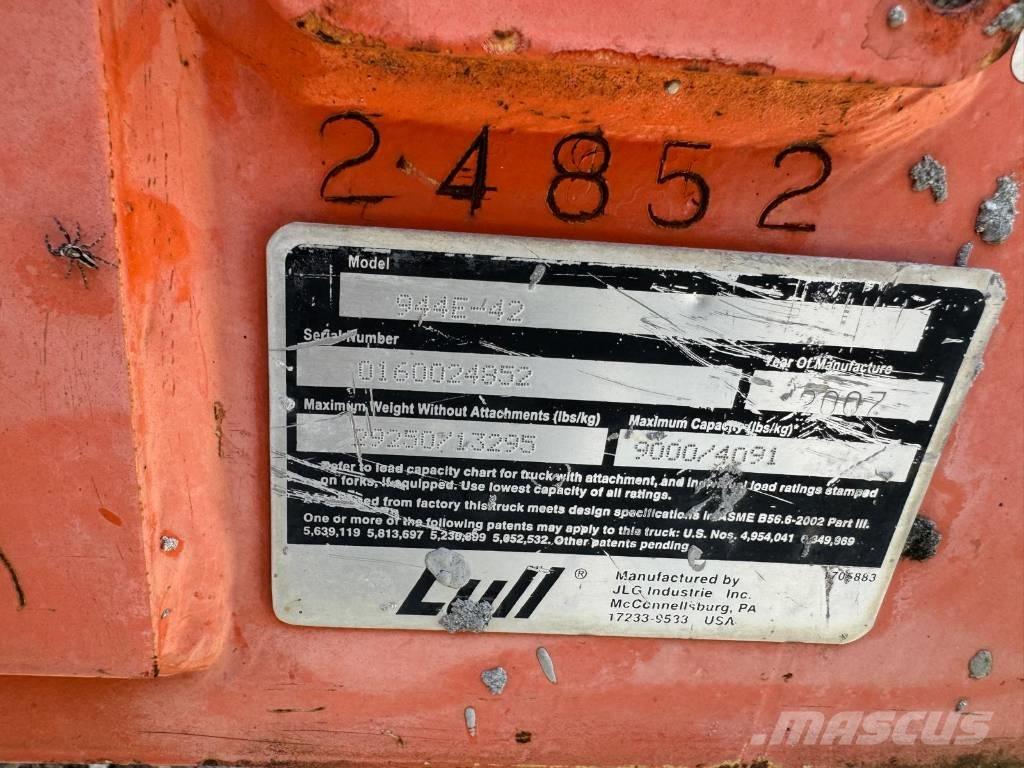 24852
Model
944E-42
Serial Number
0160024852
Year Of Manufacture
2007
Maximum Weight Without Attachments (lbs/kg)
29250/13295
Maximum Capacity (lbs/kg)*
9000/4091
Refer to load capacity chart for truck with attachment, and individual load ratings stamped
on forks, if equipped. Use lowest capacity of all ratings.
from factory this truck meets design specifications in ASME B56.6-2002 Part III.
One or more of the following patents may apply to this truck: U.S. Nos. 4,954,041
5,639,119 5,813,697 Other patents pending
Lull ®
Manufactured by
JLG Industrie Inc.
McConnellsburg, PA
17233-9533 USA
1706883
MASCUS